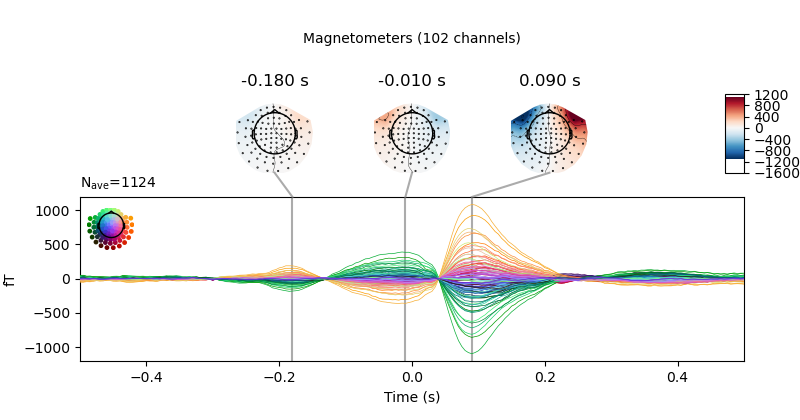 Magnetometers (102 channels)
-0.180 s
-0.010 s
0.090 s
1200
800
400
0
−400
−800
−1200
−1600
Nave=1124
1000
500
0
−500
−1000
fT
−0.4
−0.2
0.0
0.2
0.4
Time (s)